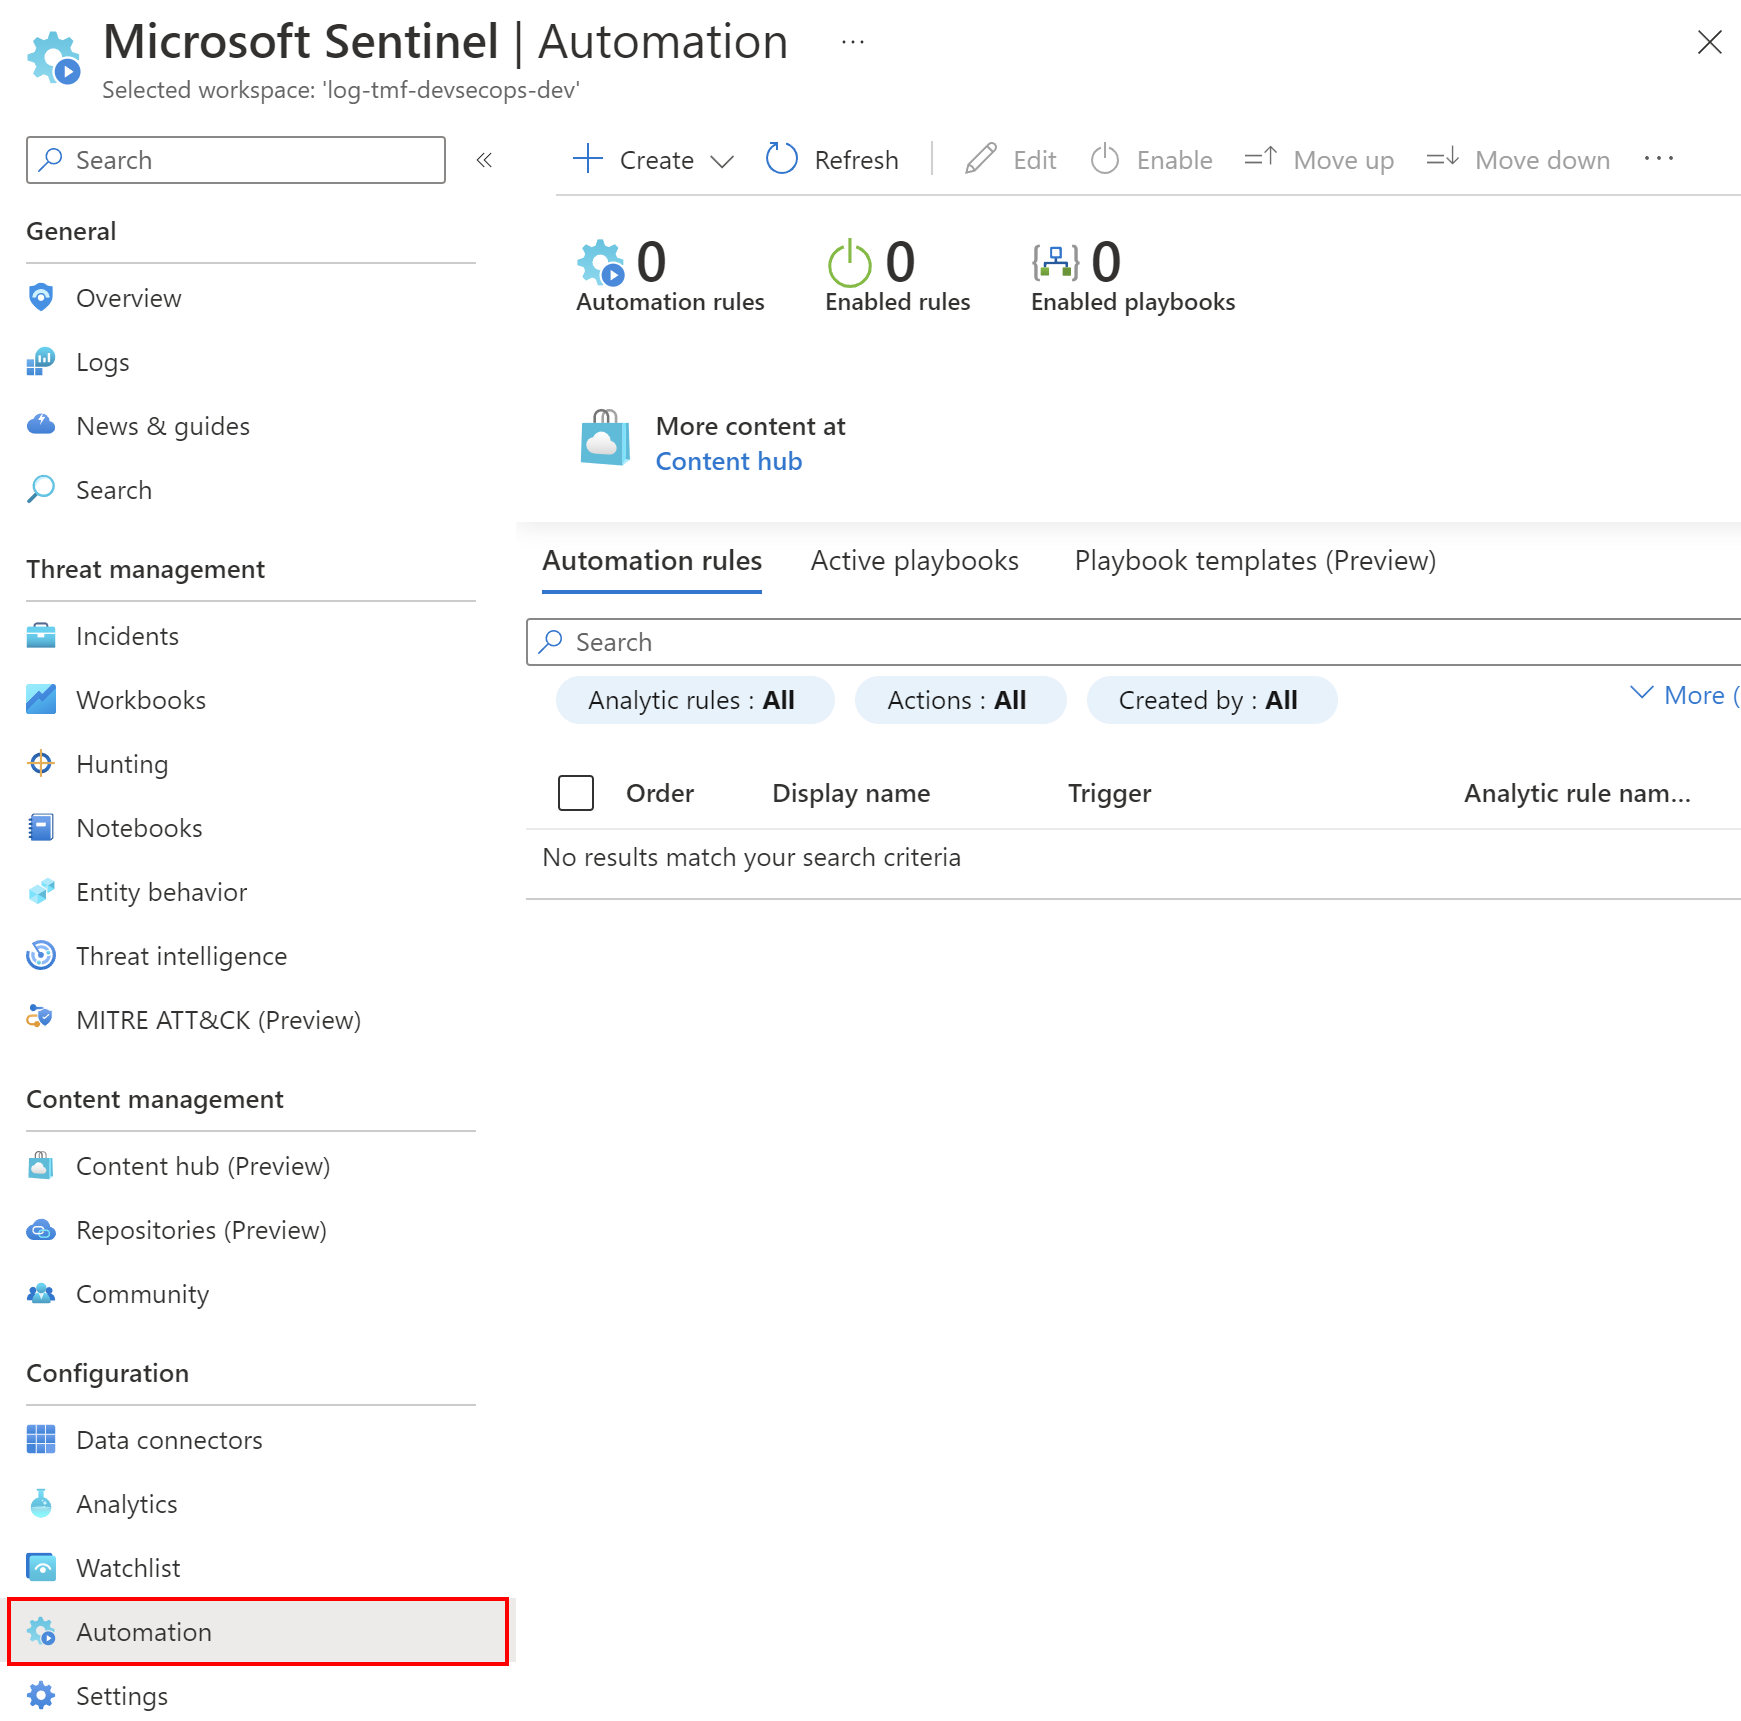 Microsoft Sentinel | Automation ...
Selected workspace: 'log-tmf-devsecops-dev'
Search
«
General
Overview
Logs
News & guides
Search
Threat management
Incidents
Workbooks
Hunting
Notebooks
Entity behavior
Threat intelligence
MITRE ATT&CK (Preview)
Content management
Content hub (Preview)
Repositories (Preview)
Community
Configuration
Data connectors
Analytics
Watchlist
Automation
Settings
Create Refresh Edit Enable Move up Move down ...
0 0 0
Automation rules Enabled rules Enabled playbooks
More content at
Content hub
Automation rules Active playbooks Playbook templates (Preview)
Search
Analytic rules : All Actions : All Created by : All More (
Order Display name Trigger Analytic rule nam...
No results match your search criteria